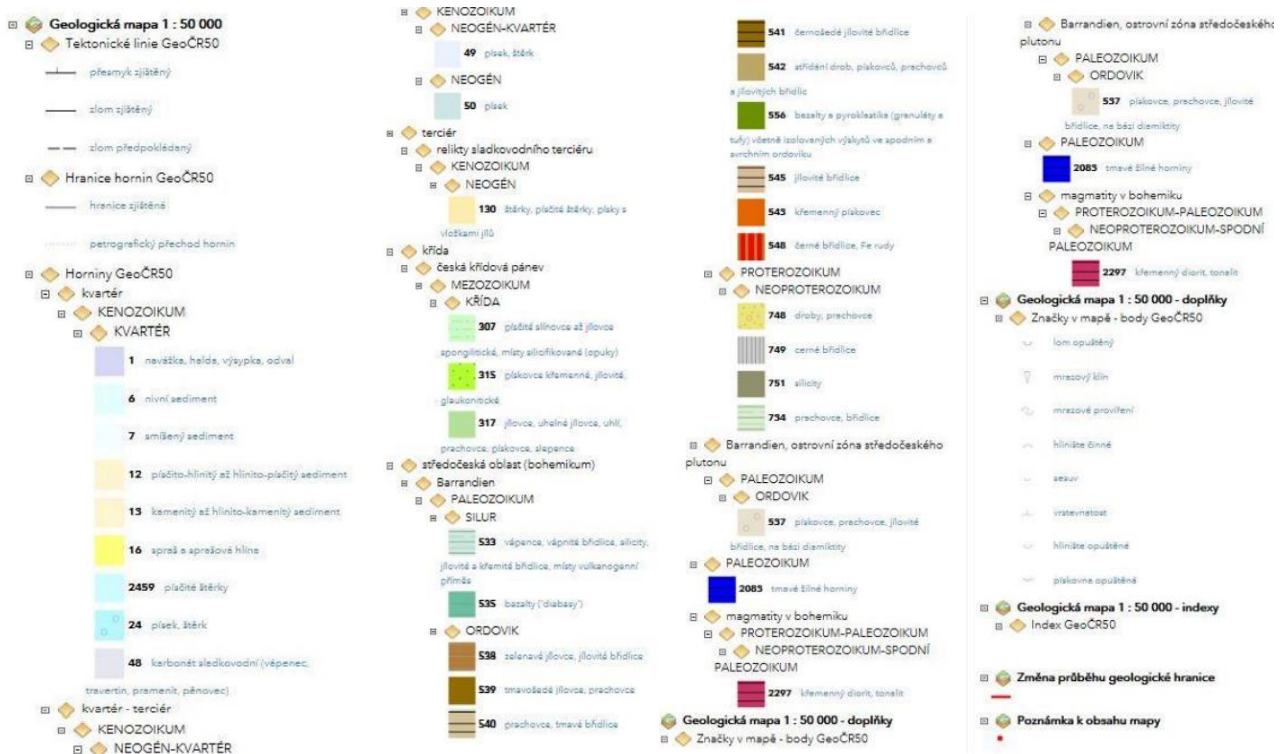 Geologická mapa 1 : 50 000
Tektonické linie GeoČR50
přesmyk zjištěný
zlom zjištěný
zlom předpokládaný
Hranice hornin GeoČR50
hranice zjištěná
petrografický přechod hornin
Horniny GeoČR50
kvartér
KENOZOIKUM
KVARTÉR
1 navážka, halda, výsypka, odval
6 nivní sediment
7 smíšený sediment
12 písčito-hlinitý až hlinito-písčitý sediment
13 kamenitý až hlinito-kamenitý sediment
16 spraš a sprašová hlína
2459 písčité štěrky
24 písek, štěrk
48 karbonát sladkovodní (vápenec,
travertin, pramenit, pěnovec)
kvartér - terciér
KENOZOIKUM
NEOGÉN-KVARTÉR
KENOZOIKUM
NEOGÉN-KVARTÉR
49 písek, štěrk
NEOGÉN
50 písek
terciér
relikty sladkovodního terciéru
KENOZOIKUM
NEOGÉN
130 štěrky, písčité štěrky, písky s
vložkami jílů
křída
česká křídová pánev
MEZOZOIKUM
KŘÍDA
307 písčité slínovce až jílovce
spongilitické, místy silicifikované (opuky)
315 pískovce křemenné, jílovité,
glaukonitické
317 jílovce, uhelné jílovce, uhlí,
prachovce, pískovce, slepence
středočeská oblast (bohemikum)
Barrandien
PALEOZOIKUM
SILUR
533 vápence, vápnité břidlice, silicity,
jílovité a křemité břidlice, místy vulkanogenní
příměs
535 bazalty ("diabasy")
ORDOVIK
538 zelenavé jílovce, jílovité břidlice
539 tmavošedé jílovce, prachovce
540 prachovce, tmavé břidlice
541 černošedé jílovité břidlice
542 střídání drob, pískovců, prachovců
a jílovitých břidlic
556 bazalty a pyroklastika (granuláty a
tufy) včetně izolovaných výskytů ve spodním a
svrchním ordoviku
545 jílovité břidlice
543 křemenný pískovec
548 černé břidlice, Fe rudy
PROTEROZOIKUM
NEOPROTEROZOIKUM
748 droby, prachovce
749 cerné břidlice
751 silicity
734 prachovce, břidlice
Barrandien, ostrovní zóna středočeského
plutonu
PALEOZOIKUM
ORDOVIK
537 pískovce, prachovce, jílovité
břidlice, na bázi diamiktity
PALEOZOIKUM
2083 tmavé žilné horniny
magmatity v bohemiku
PROTEROZOIKUM-PALEOZOIKUM
NEOPROTEROZOIKUM-SPODNÍ
PALEOZOIKUM
2297 křemenný diorit, tonalit
Geologická mapa 1 : 50 000 - doplňky
Značky v mapě - body GeoČR50
Barrandien, ostrovní zóna středočeského
plutonu
PALEOZOIKUM
ORDOVIK
537 pískovce, prachovce, jílovité
břidlice, na bázi diamiktity
PALEOZOIKUM
2083 tmavé žilné horniny
magmatity v bohemiku
PROTEROZOIKUM-PALEOZOIKUM
NEOPROTEROZOIKUM-SPODNÍ
PALEOZOIKUM
2297 křemenný diorit, tonalit
Geologická mapa 1 : 50 000 - doplňky
Značky v mapě - body GeoČR50
lom opuštěný
mrazový klín
mrazové províření
hliniště činné
sesuv
vrstevnatost
hliniště opuštěné
pískovna opuštěná
Geologická mapa 1 : 50 000 - indexy
Index GeoČR50
Změna průběhu geologické hranice
Poznámka k obsahu mapy